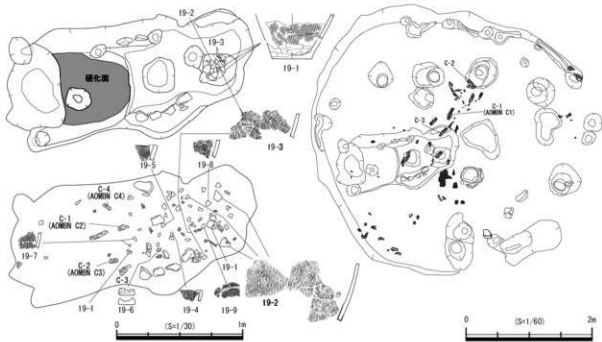 19-2
19-3
19-1
硬化面
19-3
19-5
19-8
C-4
(AOMBN C4)
C-1
(AOMBN C2)
19-7
C-2
(AOMBN C3)
C-3
19-1
19-6
19-4
19-9
19-1
19-2
0
(S=1/30)
1m
C-2
C-1
(AOMBN C1)
C-3
0
(S=1/60)
2m